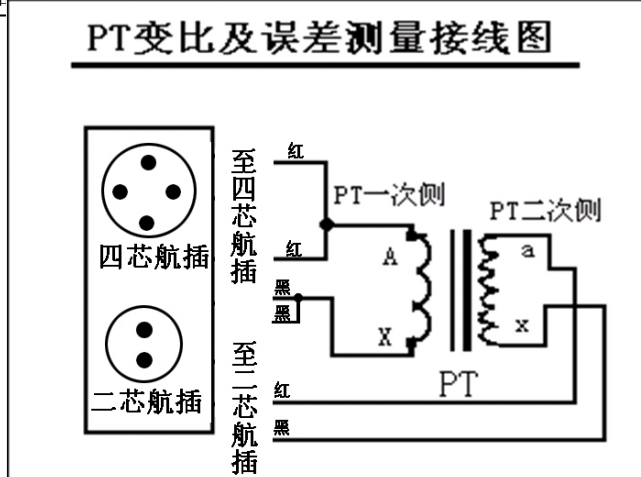 PT变比及误差测量接线图
四芯航插
二芯航插
至四芯航插
红
红
黑
黑
至二芯航插
红
黑
PT一次侧
A
X
PT二次侧
a
x
PT